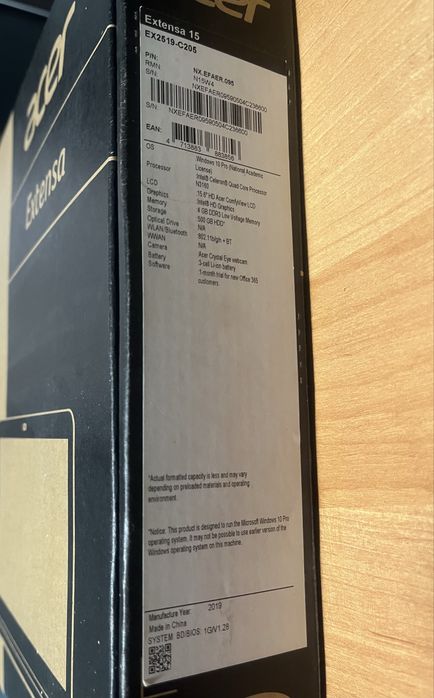 acer
Extensa
acer
Extensa 15
EX2519-C205
P/N: NX.EFAER.095
RMN: N15W4
S/N: NXEFAER09590504C236600
S/N: NXEFAER09590504C236600
EAN:
4 713883 883856
OS Windows 10 Pro (National Academic
License)
Processor Intel® Celeron® Quad Core Processor
N3160
LCD 15.6" HD Acer ComfyView LCD
Graphics Intel® HD Graphics
Memory 4 GB DDR3 Low Voltage Memory
Storage 500 GB HDD*
Optical Drive N/A
WLAN/Bluetooth 802.11b/g/n + BT
WWAN N/A
Camera Acer Crystal Eye webcam
Battery 3-cell Li-ion battery
Software 1-month trial for new Office 365
customers.
*Actual formatted capacity is less and may vary
depending on preloaded materials and operating
environment.
*Notice: This product is designed to run the Microsoft Windows 10 Pro
operating system. It may not be possible to use earlier version of the
Windows operating system on this machine.
Manufacture Year: 2019
Made in China
SYSTEM BD/BIOS: 1G/V1.28